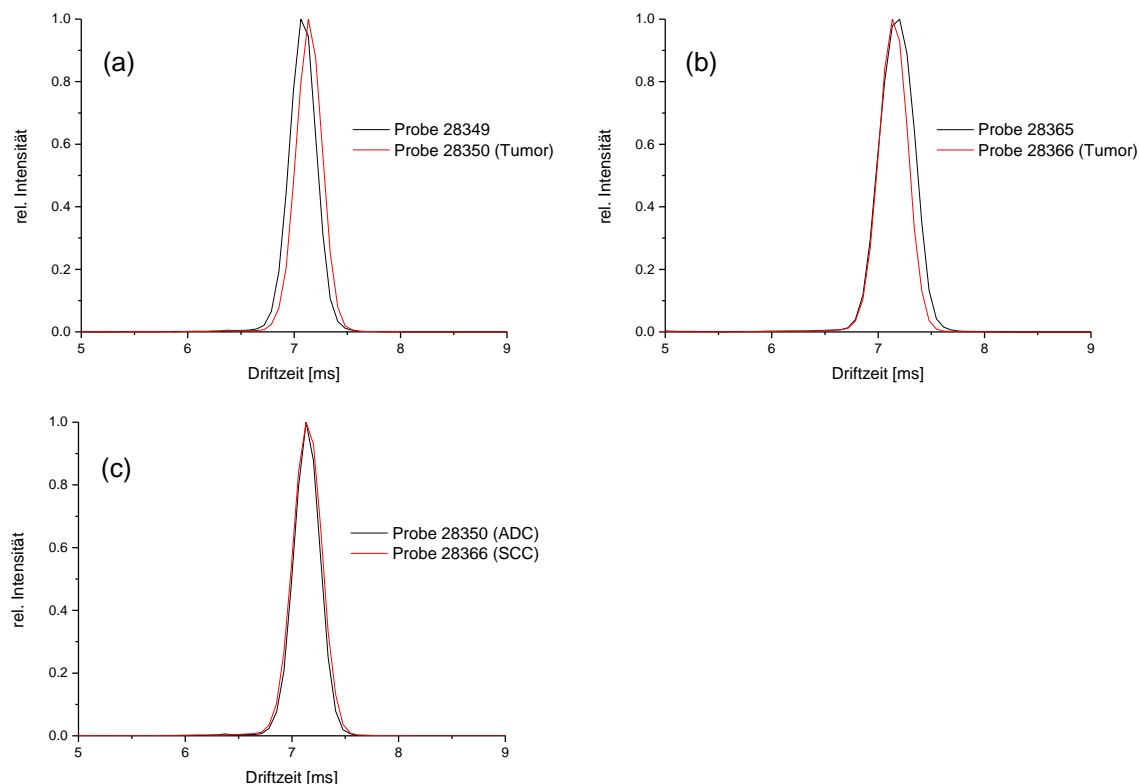 (a)
rel. Intensität
1.0
0.8
0.6
0.4
0.2
0.0
5
6
7
8
9
Driftzeit [ms]
Probe 28349
Probe 28350 (Tumor)
(b)
rel. Intensität
1.0
0.8
0.6
0.4
0.2
0.0
5
6
7
8
9
Driftzeit [ms]
Probe 28365
Probe 28366 (Tumor)
(c)
rel. Intensität
1.0
0.8
0.6
0.4
0.2
0.0
5
6
7
8
9
Driftzeit [ms]
Probe 28350 (ADC)
Probe 28366 (SCC)